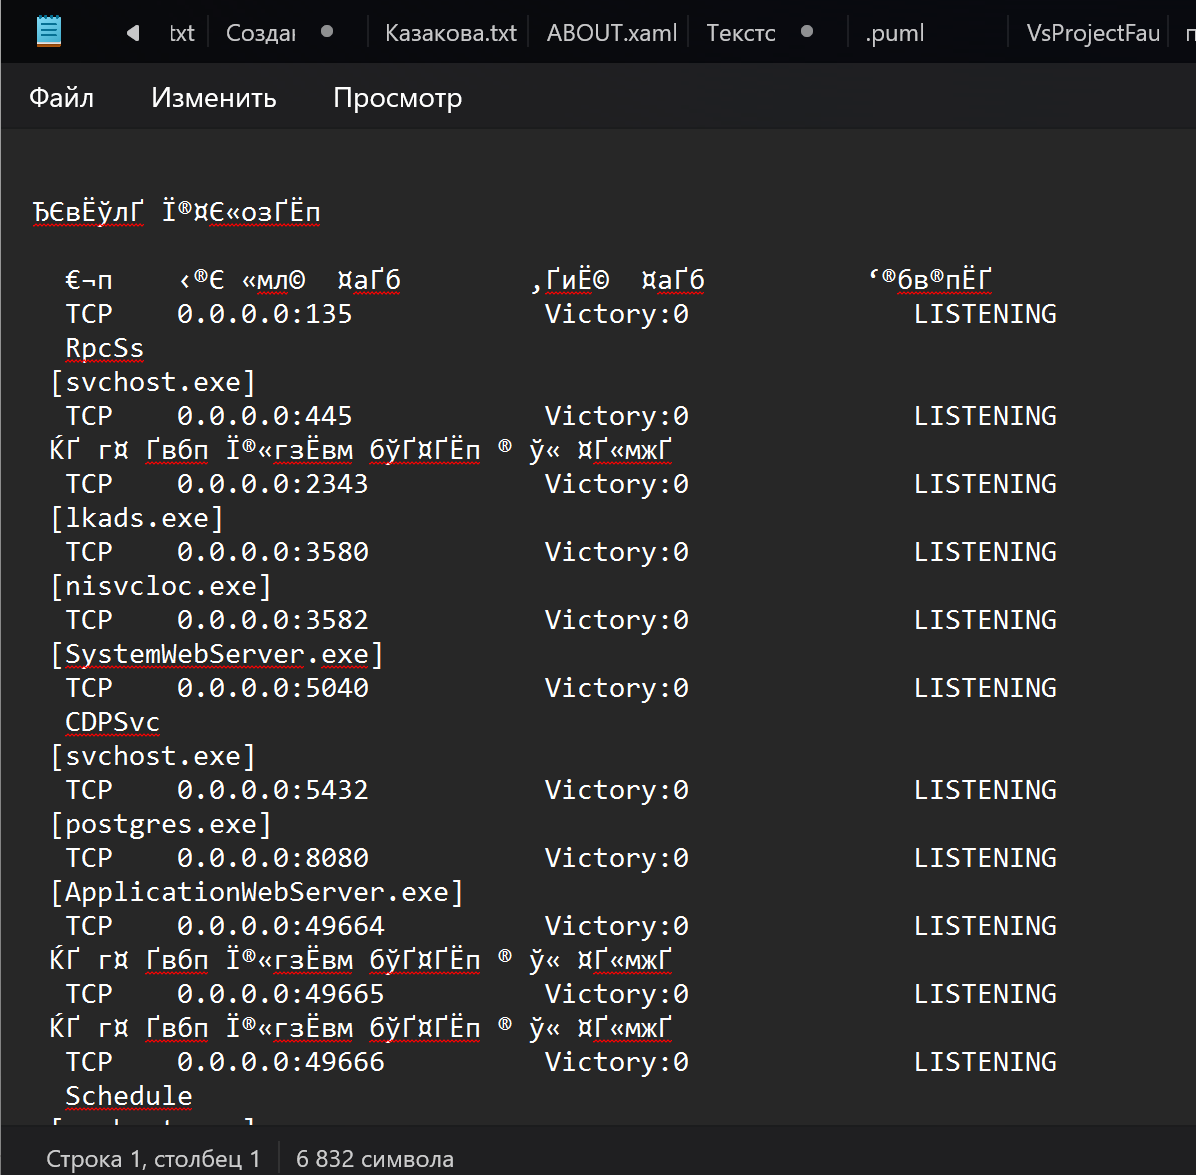 txt Создан Казакова.txt ABOUT.xaml Текстс .puml VsProjectFau
Файл Изменить Просмотр
ЂЄвЁўлҐ Ї®¤Є«озҐЁп
€¬п ‹®Є «мл© ¤аҐб ‚ҐиЁ© ¤аҐб ‘®бв®пЁҐ
TCP 0.0.0.0:135 Victory:0 LISTENING
RpcSs
[svchost.exe]
TCP 0.0.0.0:445 Victory:0 LISTENING
ЌҐ г¤ Ґвбп Ї®«гзЁвм бўҐ¤ҐЁп ® ў« ¤Ґ«мжҐ
TCP 0.0.0.0:2343 Victory:0 LISTENING
[lkads.exe]
TCP 0.0.0.0:3580 Victory:0 LISTENING
[nisvcloc.exe]
TCP 0.0.0.0:3582 Victory:0 LISTENING
[SystemWebServer.exe]
TCP 0.0.0.0:5040 Victory:0 LISTENING
CDPSvc
[svchost.exe]
TCP 0.0.0.0:5432 Victory:0 LISTENING
[postgres.exe]
TCP 0.0.0.0:8080 Victory:0 LISTENING
[ApplicationWebServer.exe]
TCP 0.0.0.0:49664 Victory:0 LISTENING
ЌҐ г¤ Ґвбп Ї®«гзЁвм бўҐ¤ҐЁп ® ў« ¤Ґ«мжҐ
TCP 0.0.0.0:49665 Victory:0 LISTENING
ЌҐ г¤ Ґвбп Ї®«гзЁвм бўҐ¤ҐЁп ® ў« ¤Ґ«мжҐ
TCP 0.0.0.0:49666 Victory:0 LISTENING
Schedule
Строка 1, столбец 1 6 832 символа